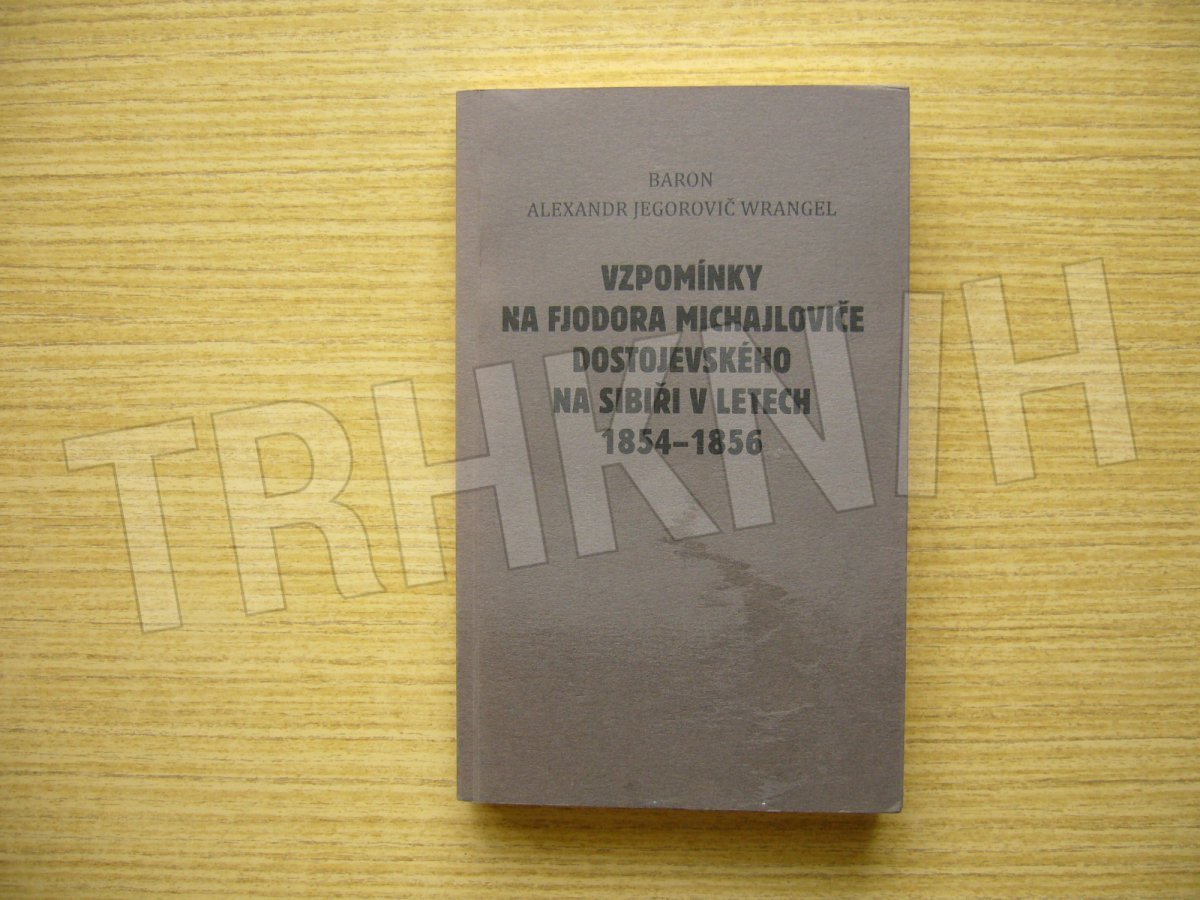 BARON
ALEXANDR JEGOROVIČ WRANGEL
VZPOMÍNKY
NA FJODORA MICHAJLOVIČE
DOSTOJEVSKÉHO
NA SIBIŘI V LETECH
1854–1856
TRHKNIH